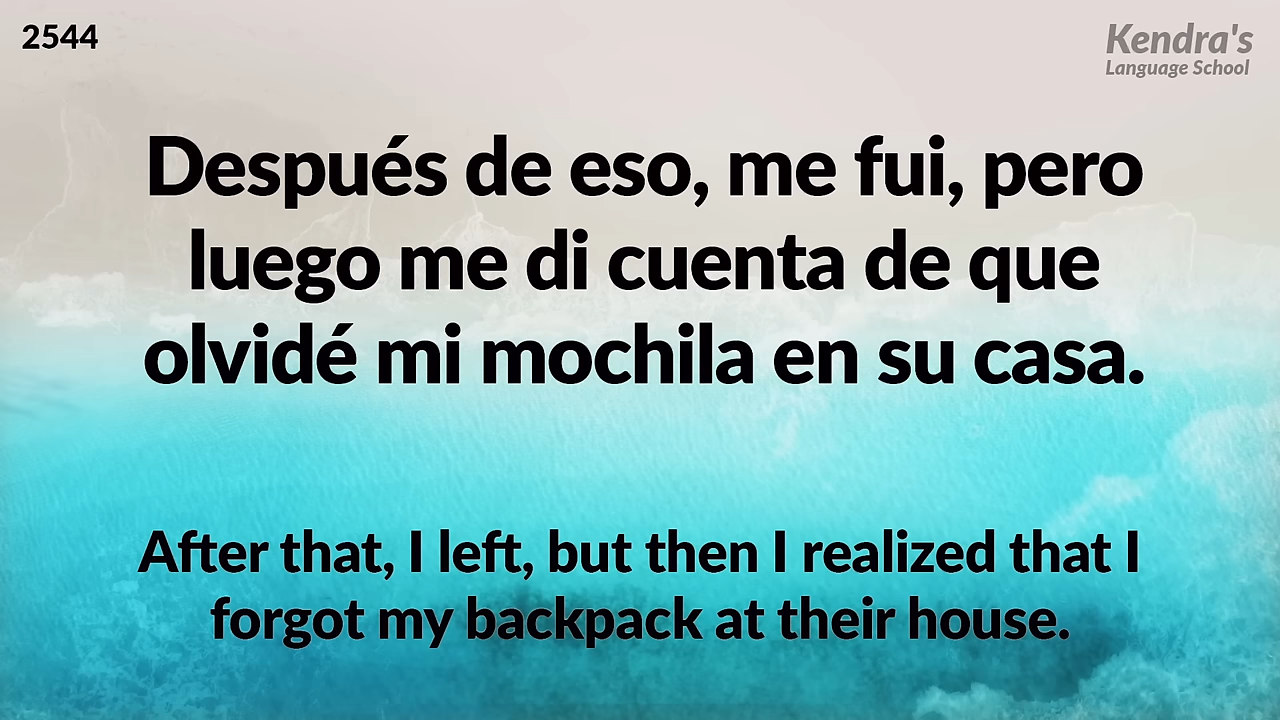 2544
Kendra's
Language School
Después de eso, me fui, pero
luego me di cuenta de que
olvidé mi mochila en su casa.
After that, I left, but then I realized that I
forgot my backpack at their house.